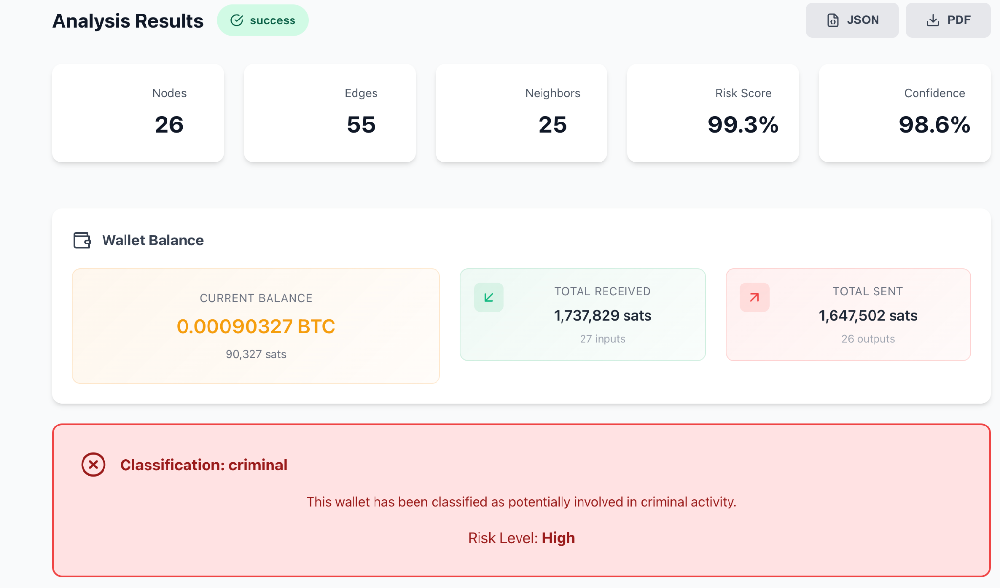 Analysis Results
success
JSON
PDF
Nodes
26
Edges
55
Neighbors
25
Risk Score
99.3%
Confidence
98.6%
Wallet Balance
CURRENT BALANCE
0.00090327 BTC
90,327 sats
TOTAL RECEIVED
1,737,829 sats
27 inputs
TOTAL SENT
1,647,502 sats
26 outputs
Classification: criminal
This wallet has been classified as potentially involved in criminal activity.
Risk Level: High